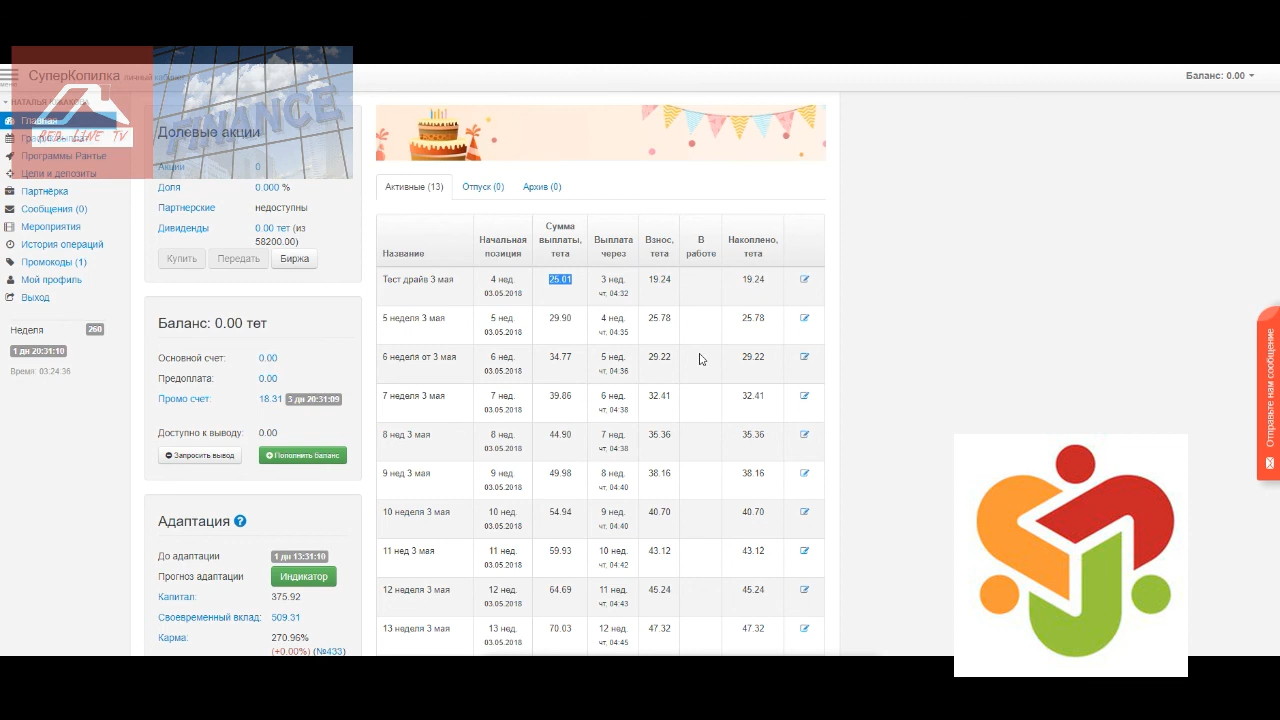 СуперКопилка личный кабинет
Баланс: 0.00
меню
НАТАЛЬЯ
RED LINE TV
FINANCE
Главная
Программы Рантье
Цели и депозиты
Партнёрка
Сообщения (0)
Мероприятия
История операций
Промокоды (1)
Мой профиль
Выход
Неделя 260
1 дн 20:31:10
Время: 03:24:36
Долевые акции
Акции 0
Доля 0.000 %
Партнерские недоступны
Дивиденды 0.00 тет (из
58200.00)
Купить Передать Биржа
Баланс: 0.00 тет
Основной счет: 0.00
Предоплата: 0.00
Промо счет: 18.31 3 дн 20:31:09
Доступно к выводу: 0.00
Запросить вывод Пополнить баланс
Адаптация
До адаптации 1 дн 13:31:10
Прогноз адаптации Индикатор
Капитал: 375.92
Своевременный вклад: 509.31
Карма: 270.96%
(+0.00%) (№433)
Активные (13) Отпуск (0) Архив (0)
Название Начальная позиция Сумма выплаты, тета Выплата через Взнос, тета В работе Накоплено, тета
Тест драйв 3 мая 4 нед. 25.01 3 нед. 19.24 19.24
03.05.2018 чт, 04:32
5 неделя 3 мая 5 нед. 29.90 4 нед. 25.78 25.78
03.05.2018 чт, 04:35
6 неделя от 3 мая 6 нед. 34.77 5 нед. 29.22 29.22
03.05.2018 чт, 04:36
7 неделя 3 мая 7 нед. 39.86 6 нед. 32.41 32.41
03.05.2018 чт, 04:38
8 нед 3 мая 8 нед. 44.90 7 нед. 35.36 35.36
03.05.2018 чт, 04:38
9 нед 3 мая 9 нед. 49.98 8 нед. 38.16 38.16
03.05.2018 чт, 04:40
10 неделя 3 мая 10 нед. 54.94 9 нед. 40.70 40.70
03.05.2018 чт, 04:40
11 нед 3 мая 11 нед. 59.93 10 нед. 43.12 43.12
03.05.2018 чт, 04:42
12 неделя 3 мая 12 нед. 64.69 11 нед. 45.24 45.24
03.05.2018 чт, 04:43
13 неделя 3 мая 13 нед. 70.03 12 нед. 47.32 47.32
03.05.2018 чт, 04:45
Отправьте нам сообщение